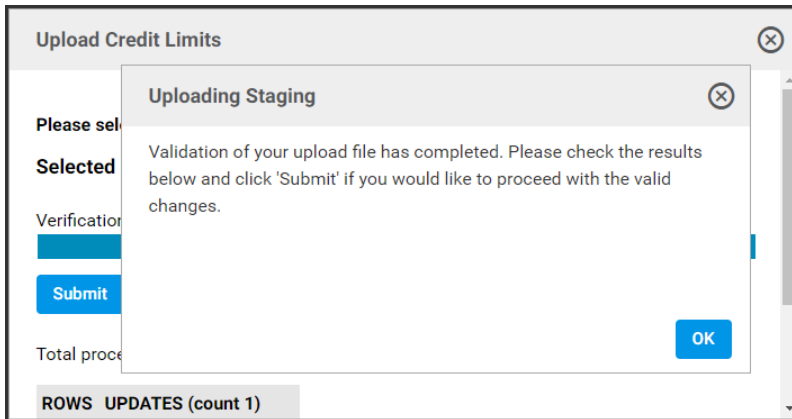 Upload Credit Limits
Uploading Staging
Please sel
Validation of your upload file has completed. Please check the results
below and click 'Submit' if you would like to proceed with the valid
changes.
Selected
Verification
Submit
OK
Total proce
ROWS UPDATES (count 1)